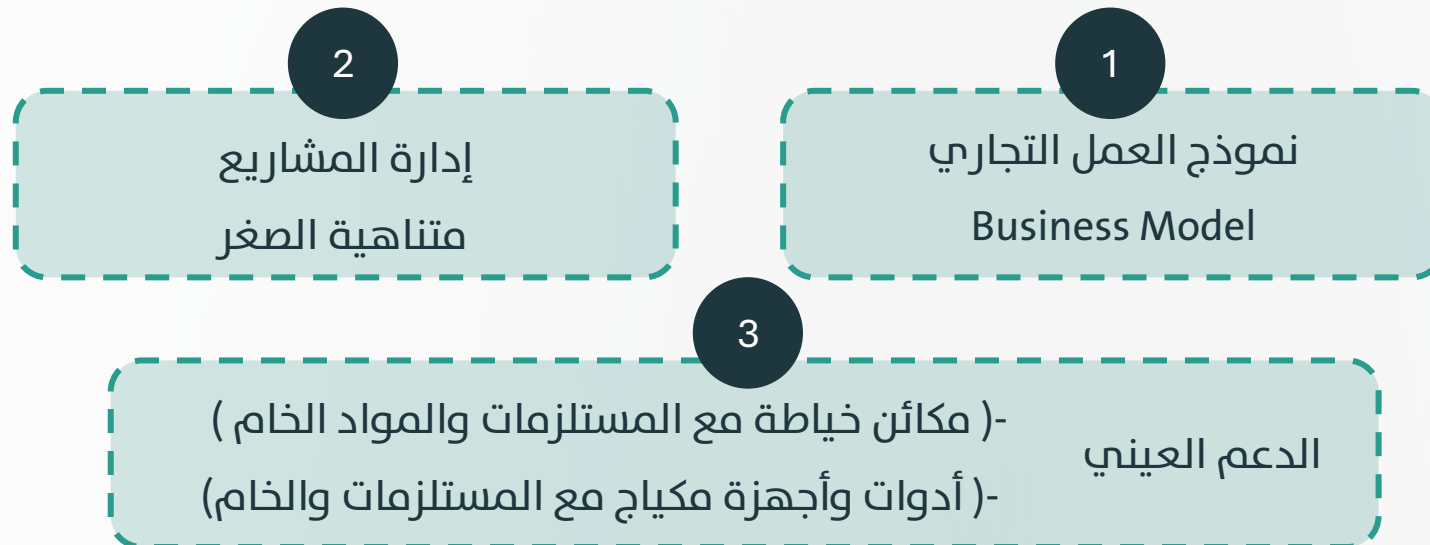 1
نموذج العمل التجاري
Business Model
2
إدارة المشاريع
متناهية الصغر
3
الدعم العيني
-( مكائن خياطة مع المستلزمات والمواد الخام )
-( أدوات وأجهزة مكياج مع المستلزمات والخام)